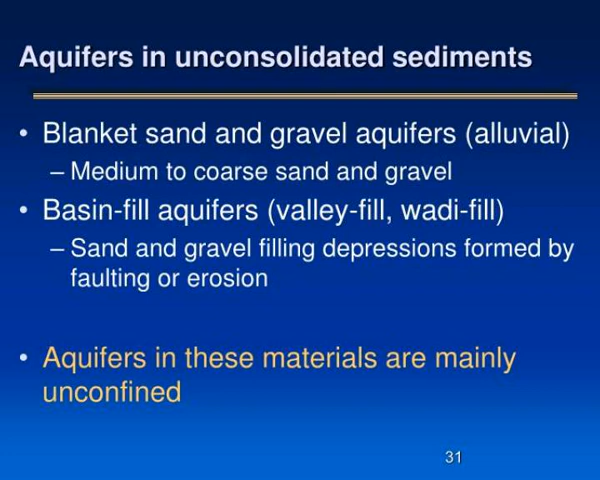 Aquifers in unconsolidated sediments
• Blanket sand and gravel aquifers (alluvial)
– Medium to coarse sand and gravel
• Basin-fill aquifers (valley-fill, wadi-fill)
– Sand and gravel filling depressions formed by
faulting or erosion
• Aquifers in these materials are mainly
unconfined
31